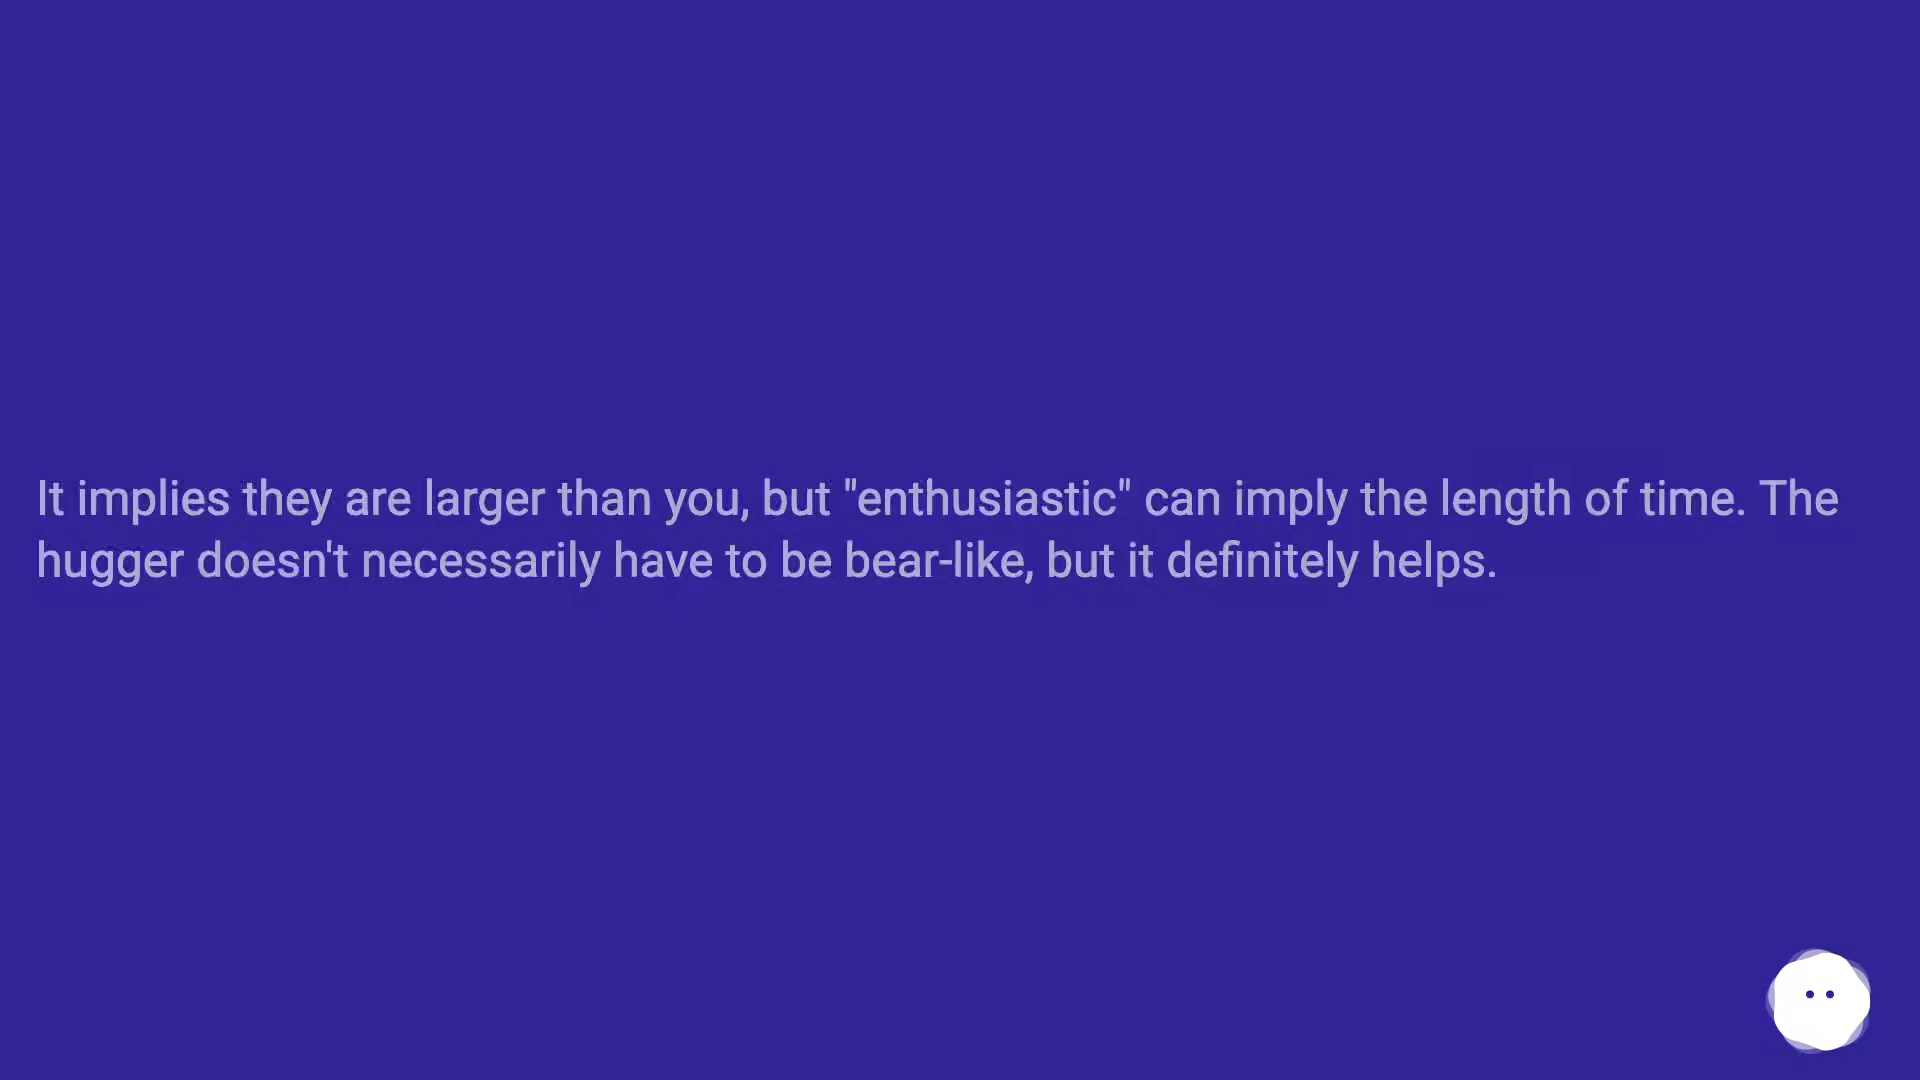 It implies they are larger than you, but "enthusiastic" can imply the length of time. The
hugger doesn't necessarily have to be bear-like, but it definitely helps.